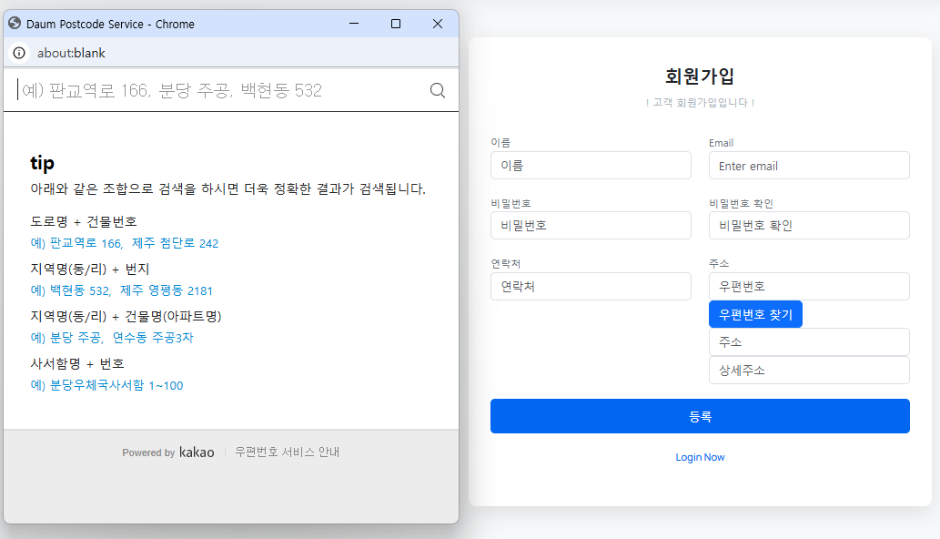 Daum Postcode Service - Chrome
about:blank
예) 판교역로 166, 분당 주공, 백현동 532
tip
아래와 같은 조합으로 검색을 하시면 더욱 정확한 결과가 검색됩니다.
도로명 + 건물번호
예) 판교역로 166, 제주 첨단로 242
지역명(동/리) + 번지
예) 백현동 532, 제주 영평동 2181
지역명(동/리) + 건물명(아파트명)
예) 분당 주공, 연수동 주공3차
사서함명 + 번호
예) 분당우체국사서함 1~100
Powered by kakao | 우편번호 서비스 안내
회원가입
! 고객 회원가입입니다 !
이름 Email
이름 Enter email
비밀번호 비밀번호 확인
비밀번호 비밀번호 확인
연락처 주소
연락처 우편번호
우편번호 찾기
주소
상세주소
등록
Login Now